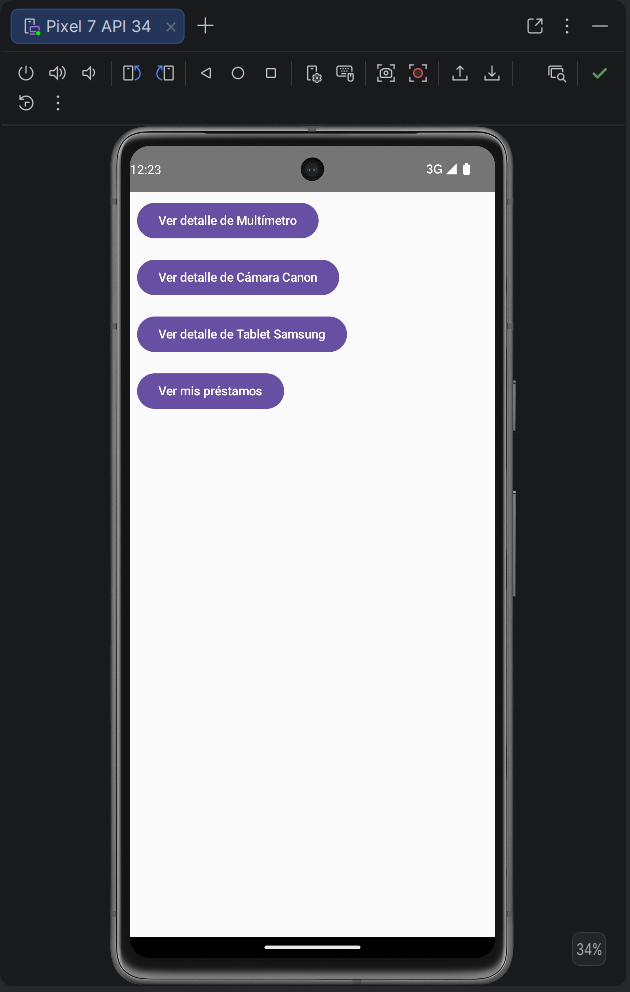 Pixel 7 API 34
12:23
3G
Ver detalle de Multímetro
Ver detalle de Cámara Canon
Ver detalle de Tablet Samsung
Ver mis préstamos
34%